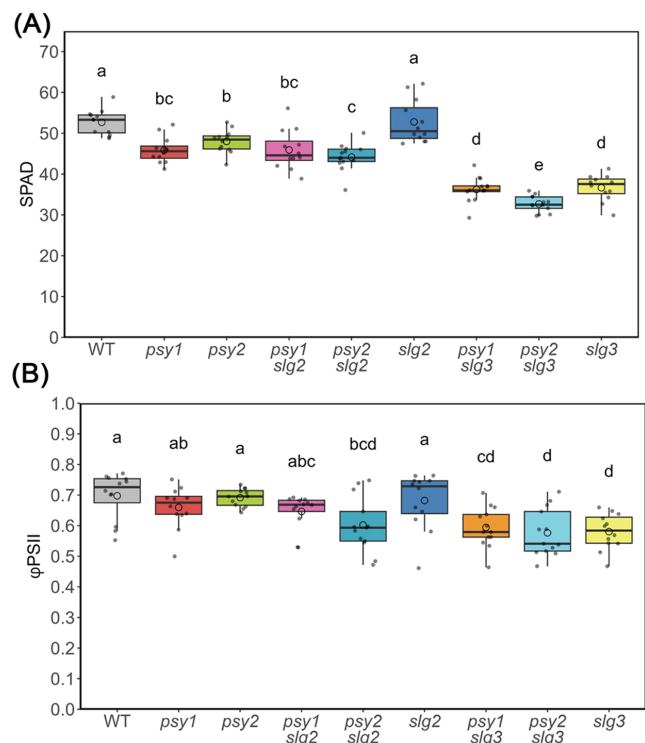 (A)
70
60
50
40
30
20
10
0
SPAD
a
bc
b
bc
c
a
d
e
d
WT
psy1
psy2
psy1
slg2
psy2
slg2
slg2
psy1
slg3
psy2
slg3
slg3
(B)
1.0
0.9
0.8
0.7
0.6
0.5
0.4
0.3
0.2
0.1
0.0
φPSII
a
ab
a
abc
bcd
a
cd
d
d
WT
psy1
psy2
psy1
slg2
psy2
slg2
slg2
psy1
slg3
psy2
slg3
slg3